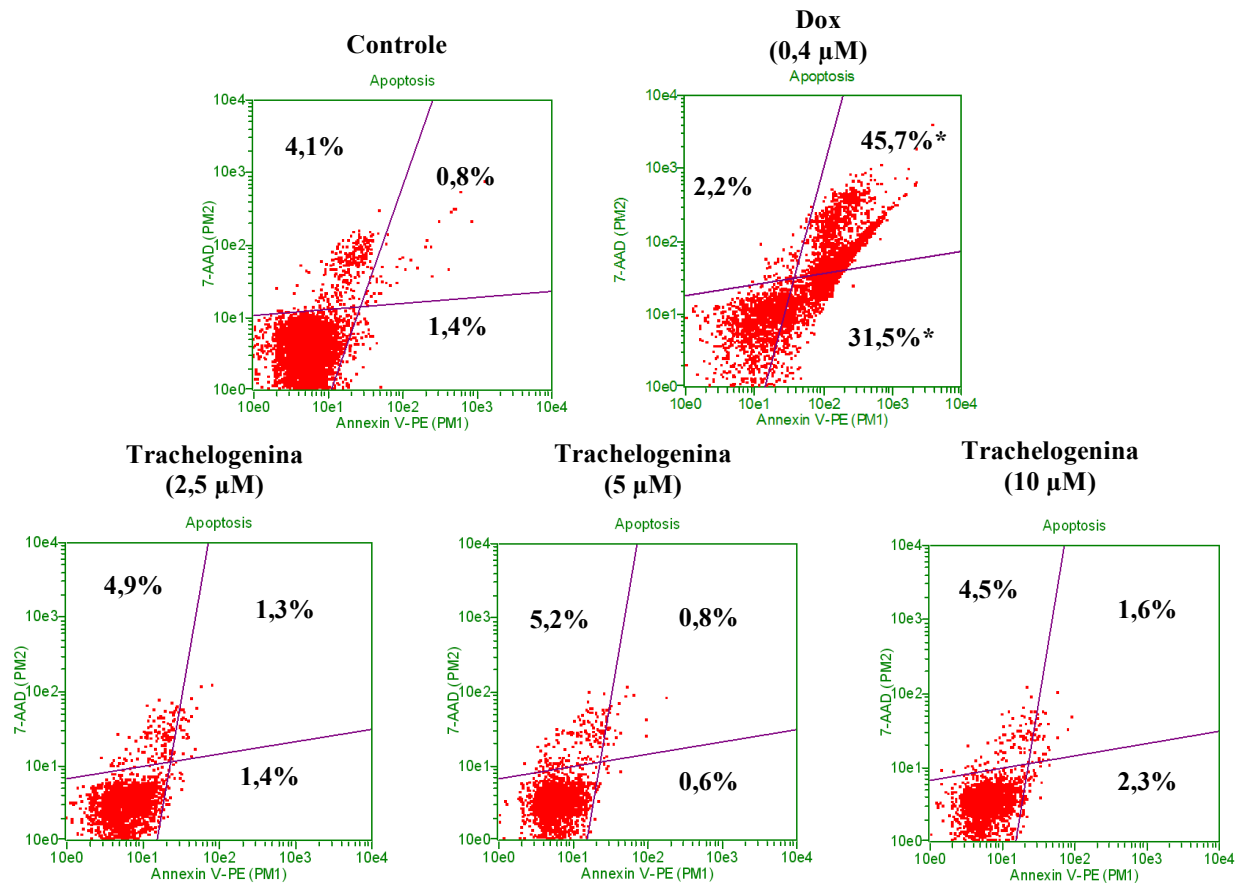 Controle
Apoptosis
10e4
10e3
10e2
10e1
10e0
7-AAD (PM2)
4,1%
0,8%
1,4%
10e0 10e1 10e2 10e3 10e4
Annexin V-PE (PM1)
Dox
(0,4 µM)
Apoptosis
10e4
10e3
10e2
10e1
10e0
7-AAD (PM2)
45,7%*
2,2%
31,5%*
10e0 10e1 10e2 10e3 10e4
Annexin V-PE (PM1)
Trachelogenina
(2,5 µM)
Apoptosis
10e4
10e3
10e2
10e1
10e0
7-AAD (PM2)
4,9%
1,3%
1,4%
10e0 10e1 10e2 10e3 10e4
Annexin V-PE (PM1)
Trachelogenina
(5 µM)
Apoptosis
10e4
10e3
10e2
10e1
10e0
7-AAD (PM2)
5,2%
0,8%
0,6%
10e0 10e1 10e2 10e3 10e4
Annexin V-PE (PM1)
Trachelogenina
(10 µM)
Apoptosis
10e4
10e3
10e2
10e1
10e0
7-AAD (PM2)
4,5%
1,6%
2,3%
10e0 10e1 10e2 10e3 10e4
Annexin V-PE (PM1)